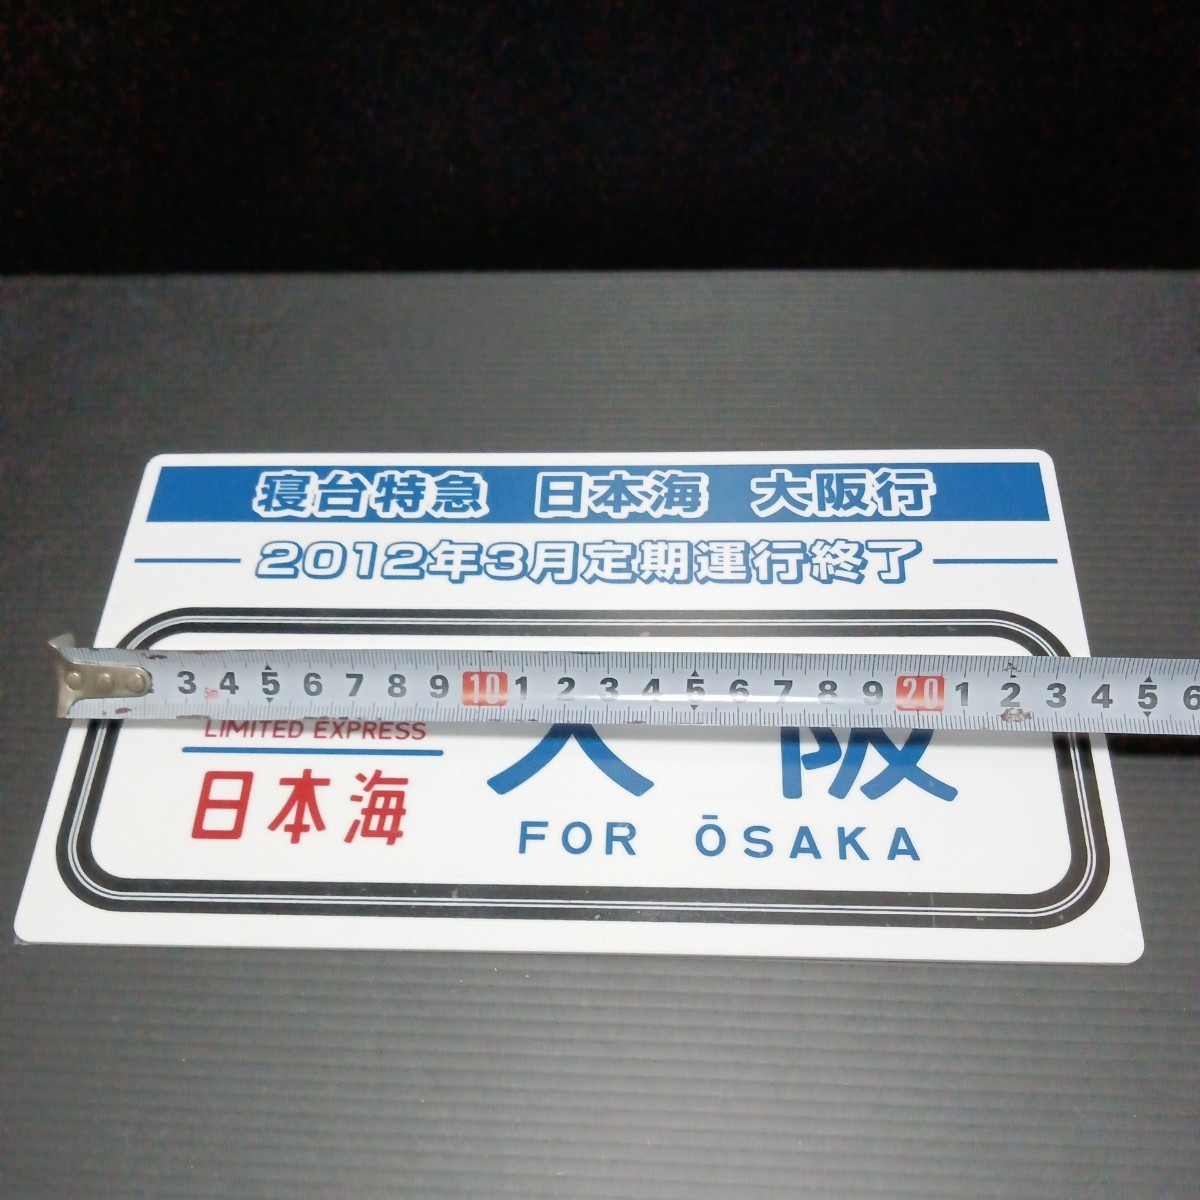 寝台特急 日本海 大阪行
2012年3月定期運行終了
3 4 5 6 7 8 9 10 1 2 3 4 5 6 7 8 9 20 1 2 3 4 5 6
5m
LIMITED EXPRESS
日本海
大阪
FOR ŌSAKA